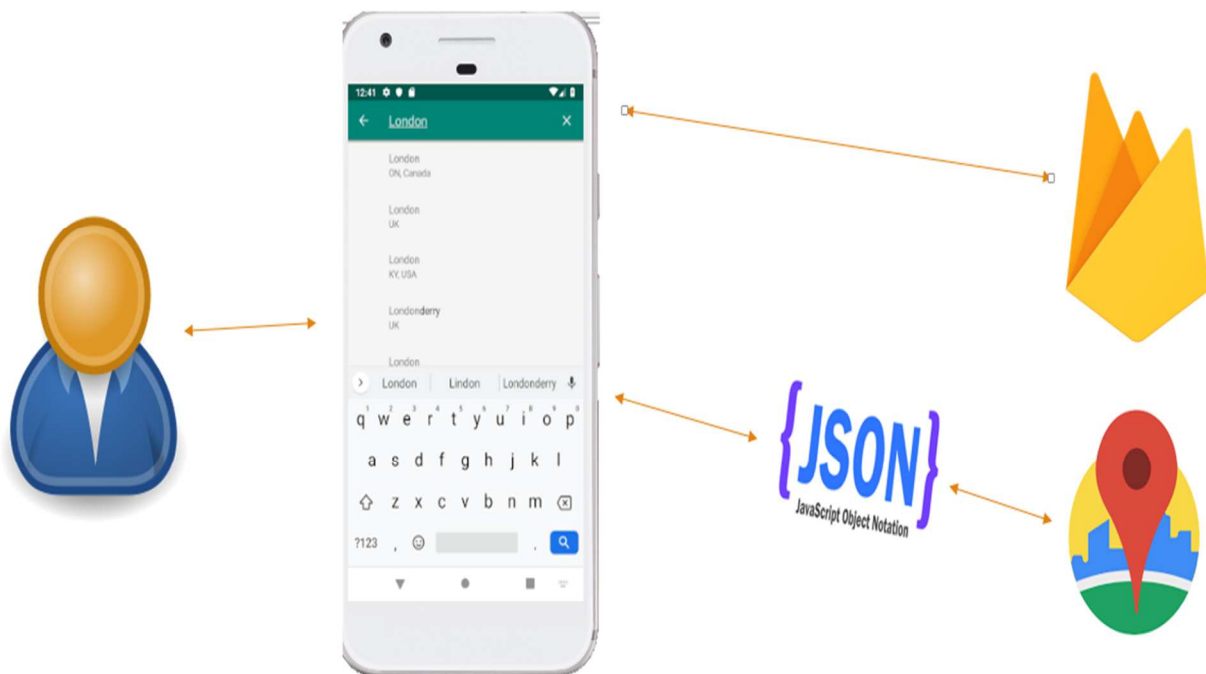 12:41
London
London
ON, Canada
London
UK
London
KY, USA
Londonderry
UK
London
London Lindon Londonderry
1 2 3 4 5 6 7 8 9 0
q w e r t y u i o p
a s d f g h j k l
z x c v b n m
?123 , .
{JSON}
JavaScript Object Notation